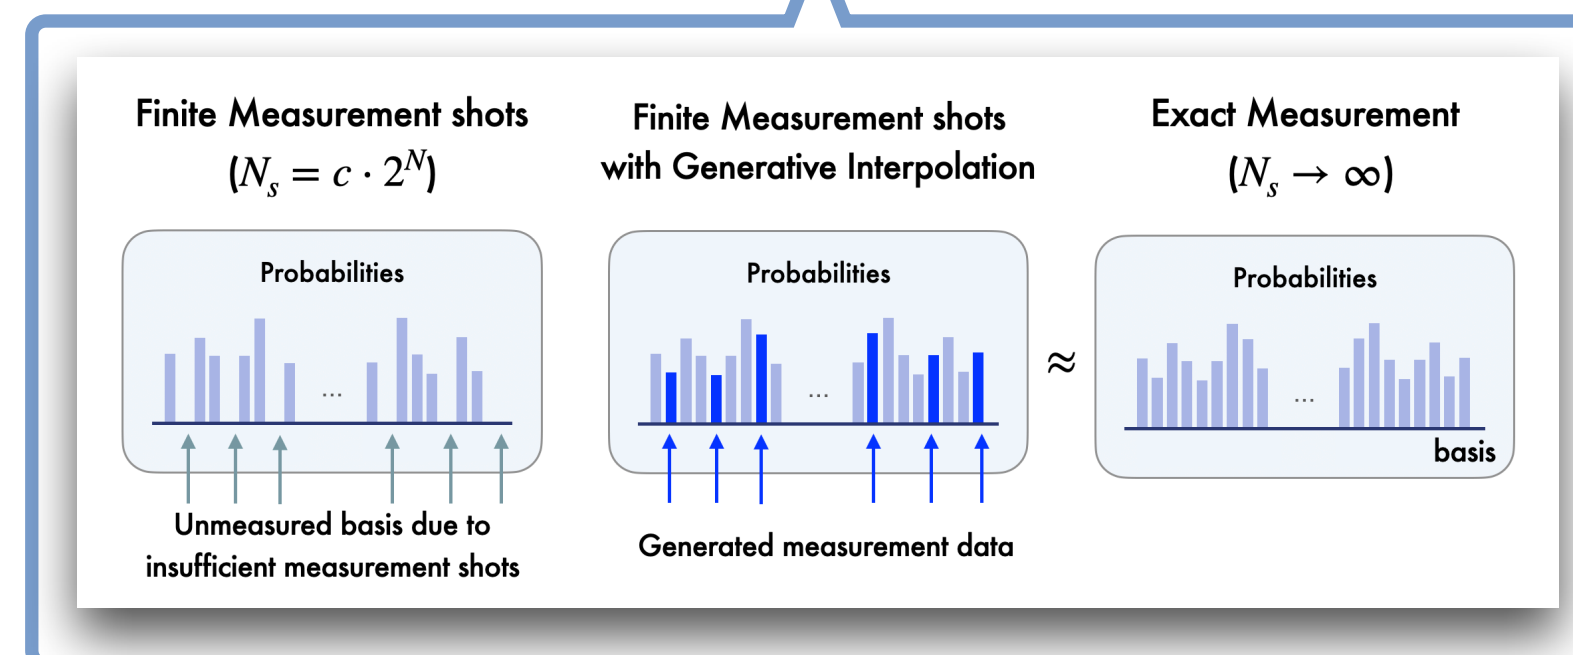 Finite Measurement shots
(N_s = c · 2^N)
Probabilities
...
Unmeasured basis due to
insufficient measurement shots
Finite Measurement shots
with Generative Interpolation
Probabilities
...
Generated measurement data
≈
Exact Measurement
(N_s → ∞)
Probabilities
...
basis